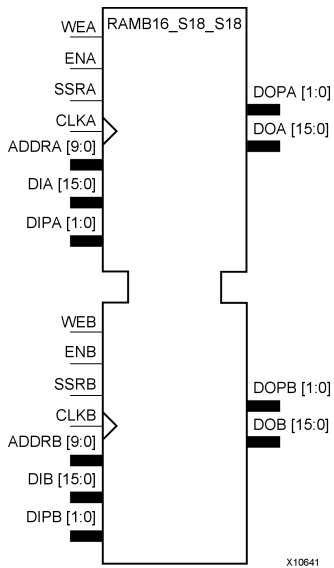 RAMB16_S18_S18
WEA
ENA
SSRA
CLKA
ADDRA [9:0]
DIA [15:0]
DIPA [1:0]
DOPA [1:0]
DOA [15:0]
WEB
ENB
SSRB
CLKB
ADDRB [9:0]
DIB [15:0]
DIPB [1:0]
DOPB [1:0]
DOB [15:0]
X10641